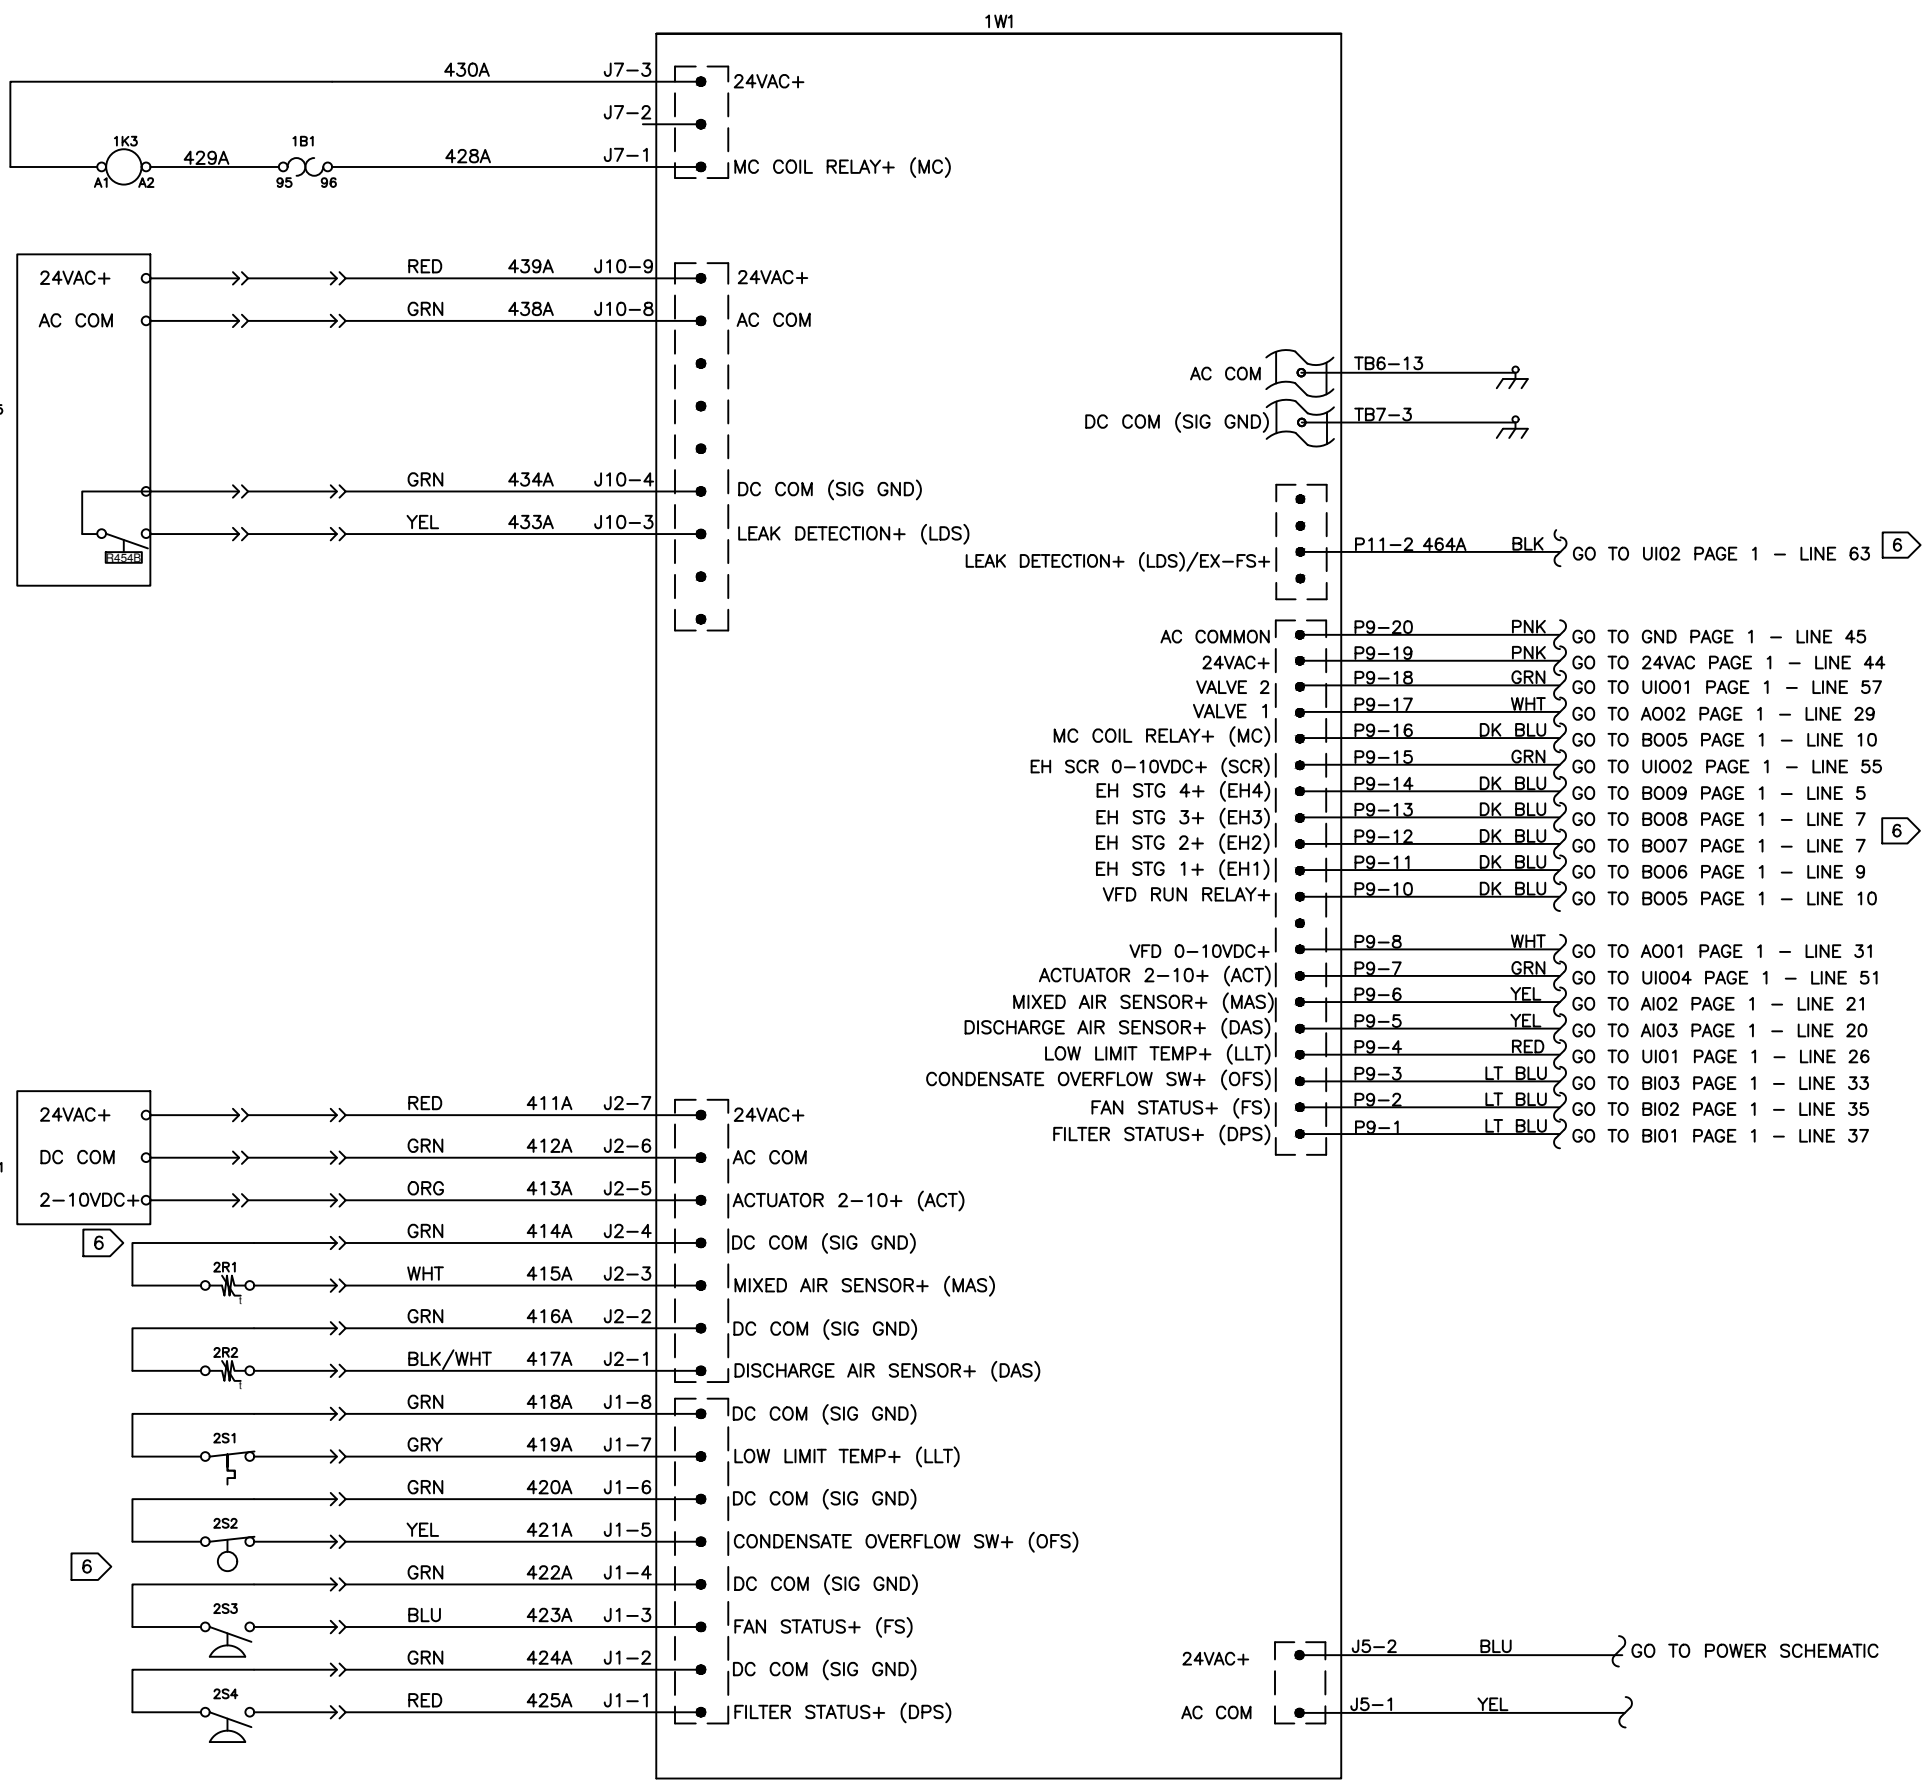 1W1
430A J7-3 24VAC+
J7-2
1K3 1B1
429A 428A J7-1 MC COIL RELAY+ (MC)
A1 A2 95 96
24VAC+ RED 439A J10-9 24VAC+
AC COM GRN 438A J10-8 AC COM
AC COM TB6-13
DC COM (SIG GND) TB7-3
GRN 434A J10-4 DC COM (SIG GND)
YEL 433A J10-3 LEAK DETECTION+ (LDS)
R454B
LEAK DETECTION+ (LDS)/EX-FS+ P11-2 464A BLK GO TO UI02 PAGE 1 - LINE 63 6
AC COMMON P9-20 PNK GO TO GND PAGE 1 - LINE 45
24VAC+ P9-19 PNK GO TO 24VAC PAGE 1 - LINE 44
VALVE 2 P9-18 GRN GO TO UIO01 PAGE 1 - LINE 57
VALVE 1 P9-17 WHT GO TO AO02 PAGE 1 - LINE 29
MC COIL RELAY+ (MC) P9-16 DK BLU GO TO BO05 PAGE 1 - LINE 10
EH SCR 0-10VDC+ (SCR) P9-15 GRN GO TO UIO02 PAGE 1 - LINE 55
EH STG 4+ (EH4) P9-14 DK BLU GO TO BO09 PAGE 1 - LINE 5
EH STG 3+ (EH3) P9-13 DK BLU GO TO BO08 PAGE 1 - LINE 7
6
EH STG 2+ (EH2) P9-12 DK BLU GO TO BO07 PAGE 1 - LINE 7
EH STG 1+ (EH1) P9-11 DK BLU GO TO BO06 PAGE 1 - LINE 9
VFD RUN RELAY+ P9-10 DK BLU GO TO BO05 PAGE 1 - LINE 10
VFD 0-10VDC+ P9-8 WHT GO TO AO01 PAGE 1 - LINE 31
ACTUATOR 2-10+ (ACT) P9-7 GRN GO TO UIO04 PAGE 1 - LINE 51
MIXED AIR SENSOR+ (MAS) P9-6 YEL GO TO AI02 PAGE 1 - LINE 21
DISCHARGE AIR SENSOR+ (DAS) P9-5 YEL GO TO AI03 PAGE 1 - LINE 20
LOW LIMIT TEMP+ (LLT) P9-4 RED GO TO UI01 PAGE 1 - LINE 26
CONDENSATE OVERFLOW SW+ (OFS) P9-3 LT BLU GO TO BI03 PAGE 1 - LINE 33
FAN STATUS+ (FS) P9-2 LT BLU GO TO BI02 PAGE 1 - LINE 35
FILTER STATUS+ (DPS) P9-1 LT BLU GO TO BI01 PAGE 1 - LINE 37
24VAC+ RED 411A J2-7 24VAC+
DC COM GRN 412A J2-6 AC COM
2-10VDC+ ORG 413A J2-5 ACTUATOR 2-10+ (ACT)
6 GRN 414A J2-4 DC COM (SIG GND)
2R1 WHT 415A J2-3 MIXED AIR SENSOR+ (MAS)
GRN 416A J2-2 DC COM (SIG GND)
2R2 BLK/WHT 417A J2-1 DISCHARGE AIR SENSOR+ (DAS)
GRN 418A J1-8 DC COM (SIG GND)
2S1 GRY 419A J1-7 LOW LIMIT TEMP+ (LLT)
GRN 420A J1-6 DC COM (SIG GND)
2S2 YEL 421A J1-5 CONDENSATE OVERFLOW SW+ (OFS)
6 GRN 422A J1-4 DC COM (SIG GND)
2S3 BLU 423A J1-3 FAN STATUS+ (FS)
GRN 424A J1-2 DC COM (SIG GND)
2S4 RED 425A J1-1 FILTER STATUS+ (DPS)
24VAC+ J5-2 BLU GO TO POWER SCHEMATIC
AC COM J5-1 YEL